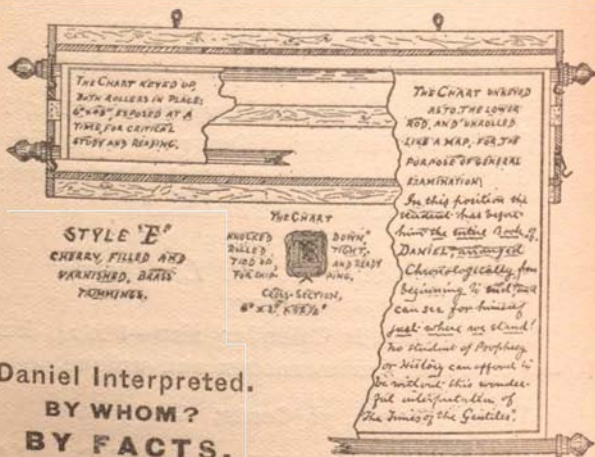 THE CHART KEYED UP,
BOTH ROLLERS IN PLACE;
EXPOSED AT A
TIME, FOR CRITICAL
STUDY AND READING.
THE CHART UNKEYED
AS TO THE LOWER
ROD, AND UNROLLED
LIKE A MAP, FOR THE
PURPOSE OF GENERAL
EXAMINATION.
In this position the
student has before
him the entire Book of
DANIEL arranged
Chronologically, from
beginning to end, and
can see for himself
just where we stand!
No student of Prophecy
or History can afford to
be without this wonder-
ful interpretation of
"The Times of the Gentiles".
STYLE "E"
CHERRY, FILLED AND
VARNISHED, BRASS
TRIMMINGS.
THE CHART
KNOCKED DOWN"
ROLLED TIGHT,
TIED UP, AND READY
FOR SHIP- PING.
CROSS-SECTION,
Daniel Interpreted.
BY WHOM?
BY FACTS.